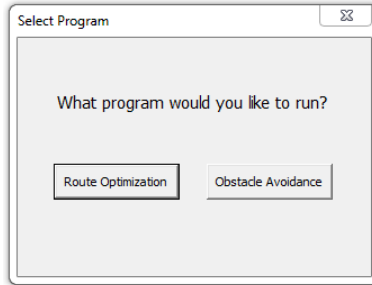 Select Program
What program would you like to run?
Route Optimization
Obstacle Avoidance